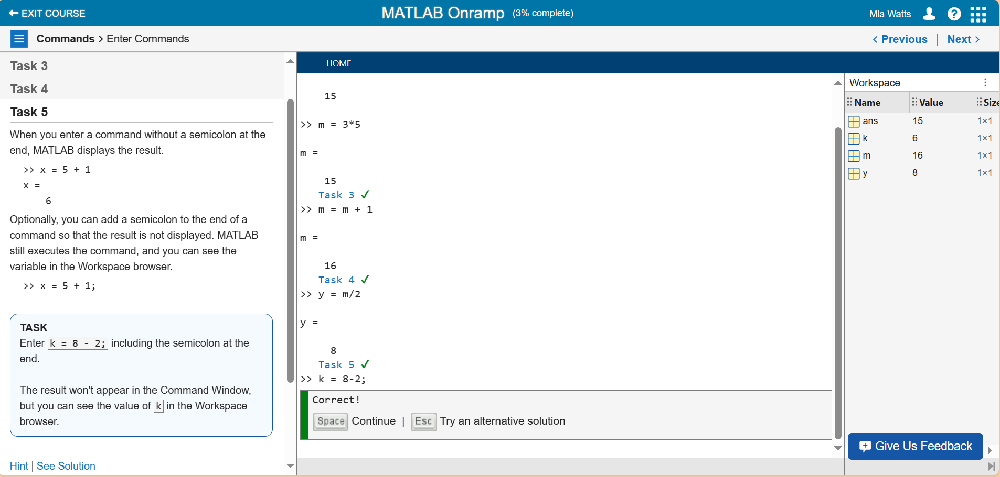 EXIT COURSE
MATLAB Onramp (3% complete)
Mia Watts
Commands > Enter Commands
< Previous | Next >
Task 3
Task 4
Task 5
When you enter a command without a semicolon at the
end, MATLAB displays the result.
>> x = 5 + 1
x =
6
Optionally, you can add a semicolon to the end of a
command so that the result is not displayed. MATLAB
still executes the command, and you can see the
variable in the Workspace browser.
>> x = 5 + 1;
TASK
Enter k = 8 - 2; including the semicolon at the
end.
The result won't appear in the Command Window,
but you can see the value of k in the Workspace
browser.
Hint | See Solution
HOME
15
>> m = 3*5
m =
15
Task 3 ✓
>> m = m + 1
m =
16
Task 4 ✓
>> y = m/2
y =
8
Task 5 ✓
>> k = 8-2;
Correct!
Space Continue | Esc Try an alternative solution
Workspace
Name Value Size
ans 15 1×1
k 6 1×1
m 16 1×1
y 8 1×1
Give Us Feedback